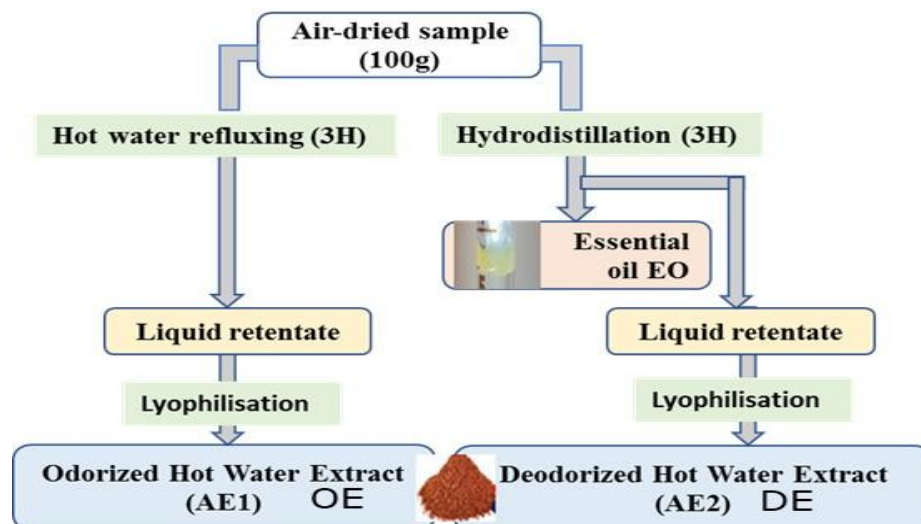 Air-dried sample
(100g)
Hot water refluxing (3H)
Hydrodistillation (3H)
Essential
oil EO
Liquid retentate
Liquid retentate
Lyophilisation
Lyophilisation
Odorized Hot Water Extract
(AE1) OE
Deodorized Hot Water Extract
(AE2) DE